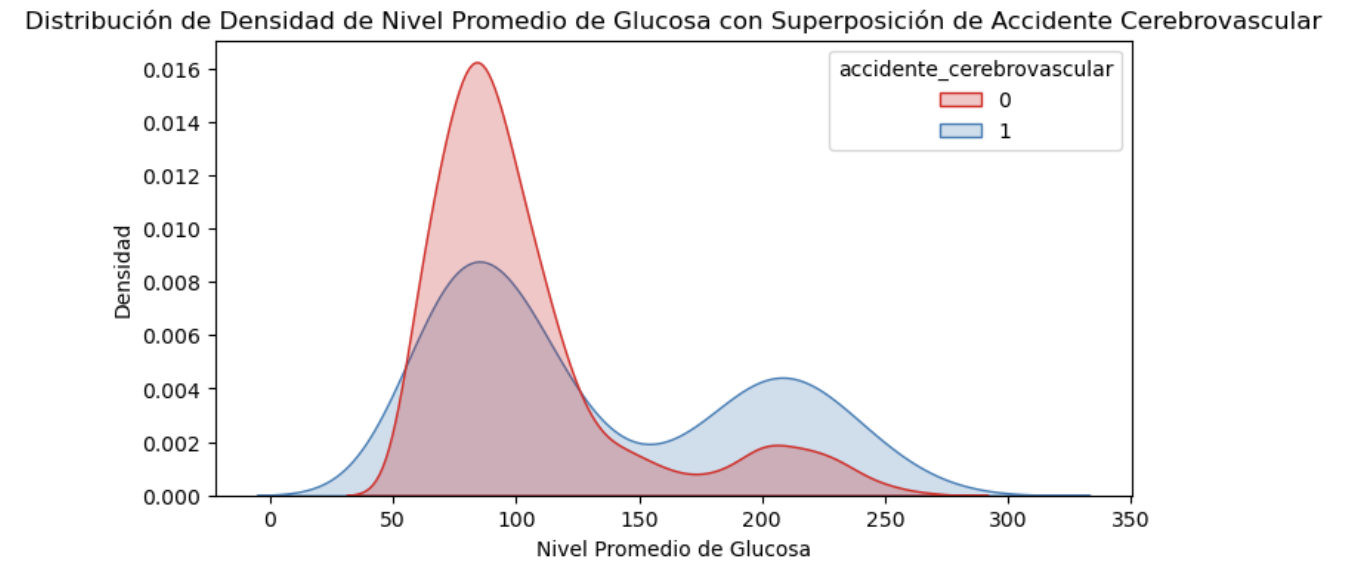 Distribución de Densidad de Nivel Promedio de Glucosa con Superposición de Accidente Cerebrovascular
accidente_cerebrovascular
0
1
Densidad
0.016
0.014
0.012
0.010
0.008
0.006
0.004
0.002
0.000
0 50 100 150 200 250 300 350
Nivel Promedio de Glucosa